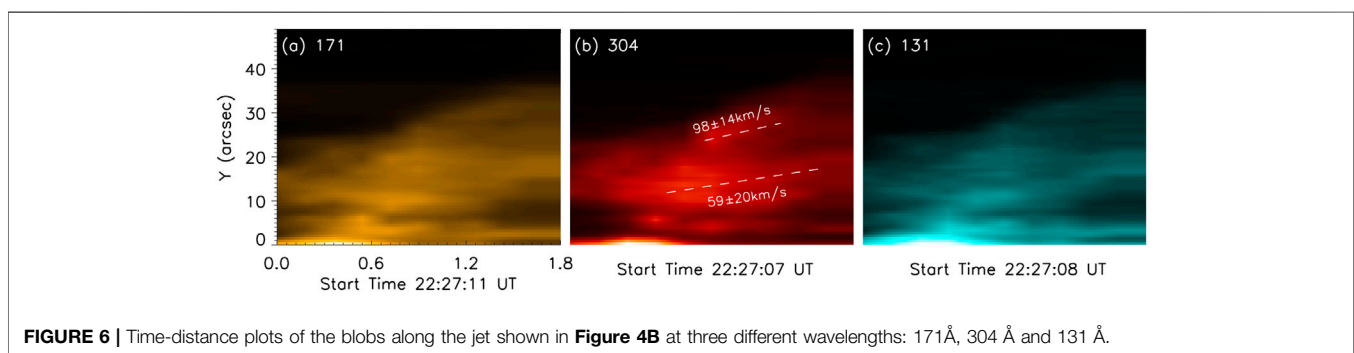 (a) 171
(b) 304
(c) 131
Y (arcsec)
40
30
20
10
0
98±14km/s
59±20km/s
0.0 0.6 1.2 1.8
Start Time 22:27:11 UT
Start Time 22:27:07 UT
Start Time 22:27:08 UT
FIGURE 6 | Time-distance plots of the blobs along the jet shown in Figure 4B at three different wavelengths: 171Å, 304 Å and 131 Å.